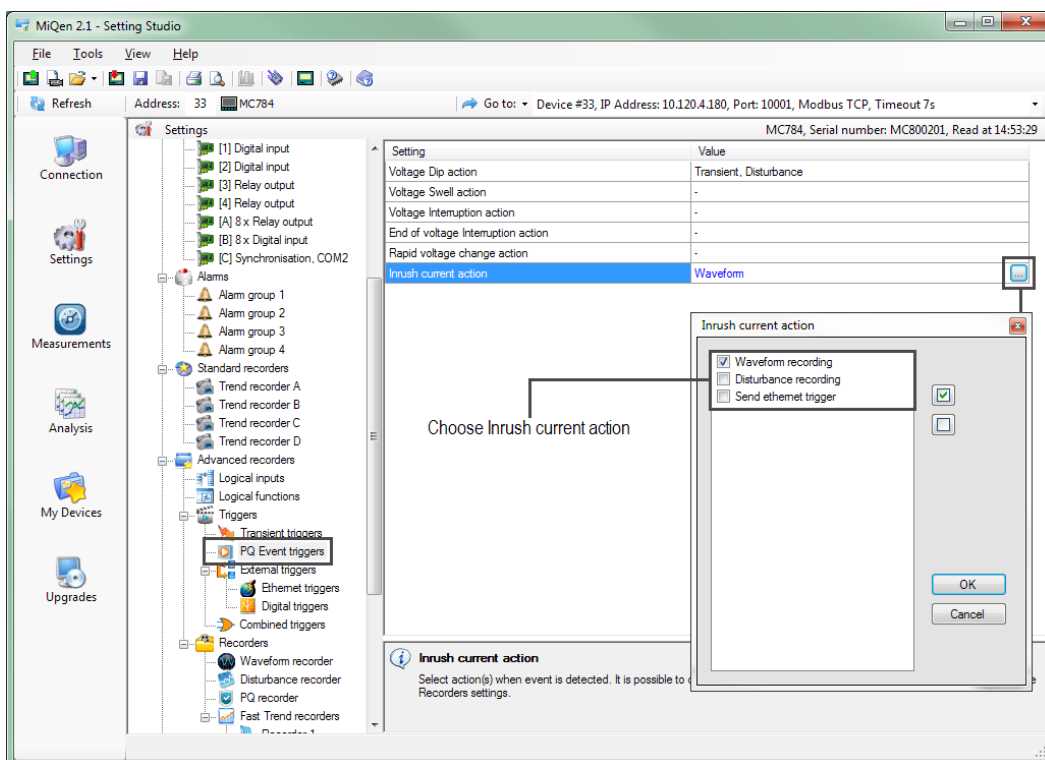 MiQen 2.1 - Setting Studio
File Tools View Help
Refresh Address: 33 MC784 Go to: Device #33, IP Address: 10.120.4.180, Port: 10001, Modbus TCP, Timeout 7s
Settings MC784, Serial number: MC800201, Read at 14:53:29
Connection
Settings
Measurements
Analysis
My Devices
Upgrades
[1] Digital input
[2] Digital input
[3] Relay output
[4] Relay output
[A] 8 x Relay output
[B] 8 x Digital input
[C] Synchronisation, COM2
Alarms
Alarm group 1
Alarm group 2
Alarm group 3
Alarm group 4
Standard recorders
Trend recorder A
Trend recorder B
Trend recorder C
Trend recorder D
Advanced recorders
Logical inputs
Logical functions
Triggers
Transient triggers
PQ Event triggers
External triggers
Ethernet triggers
Digital triggers
Combined triggers
Recorders
Waveform recorder
Disturbance recorder
PQ recorder
Fast Trend recorders
Recorder 1
Setting Value
Voltage Dip action Transient, Disturbance
Voltage Swell action -
Voltage Interruption action -
End of voltage Interruption action -
Rapid voltage change action -
Inrush current action Waveform ...
Inrush current action
Waveform recording
Disturbance recording
Send ethernet trigger
Choose Inrush current action
OK
Cancel
Inrush current action
Select action(s) when event is detected. It is possible to
Recorders settings.